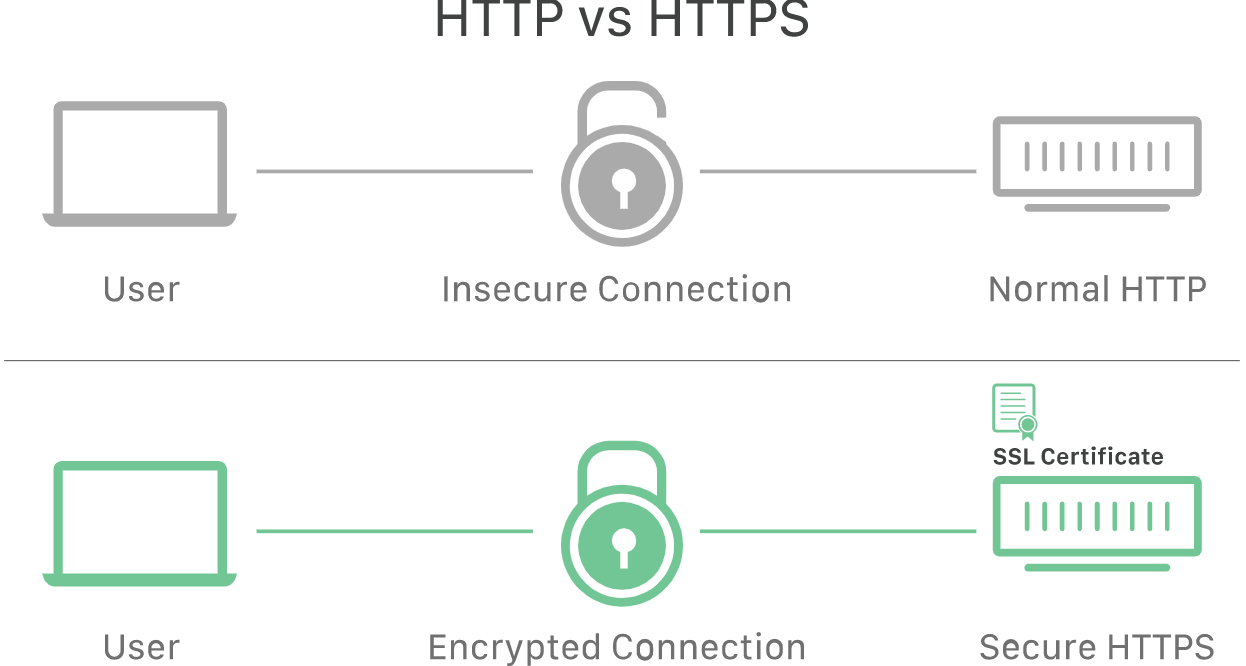 HTTP vs HTTPS
User
Insecure Connection
Normal HTTP
SSL Certificate
User
Encrypted Connection
Secure HTTPS